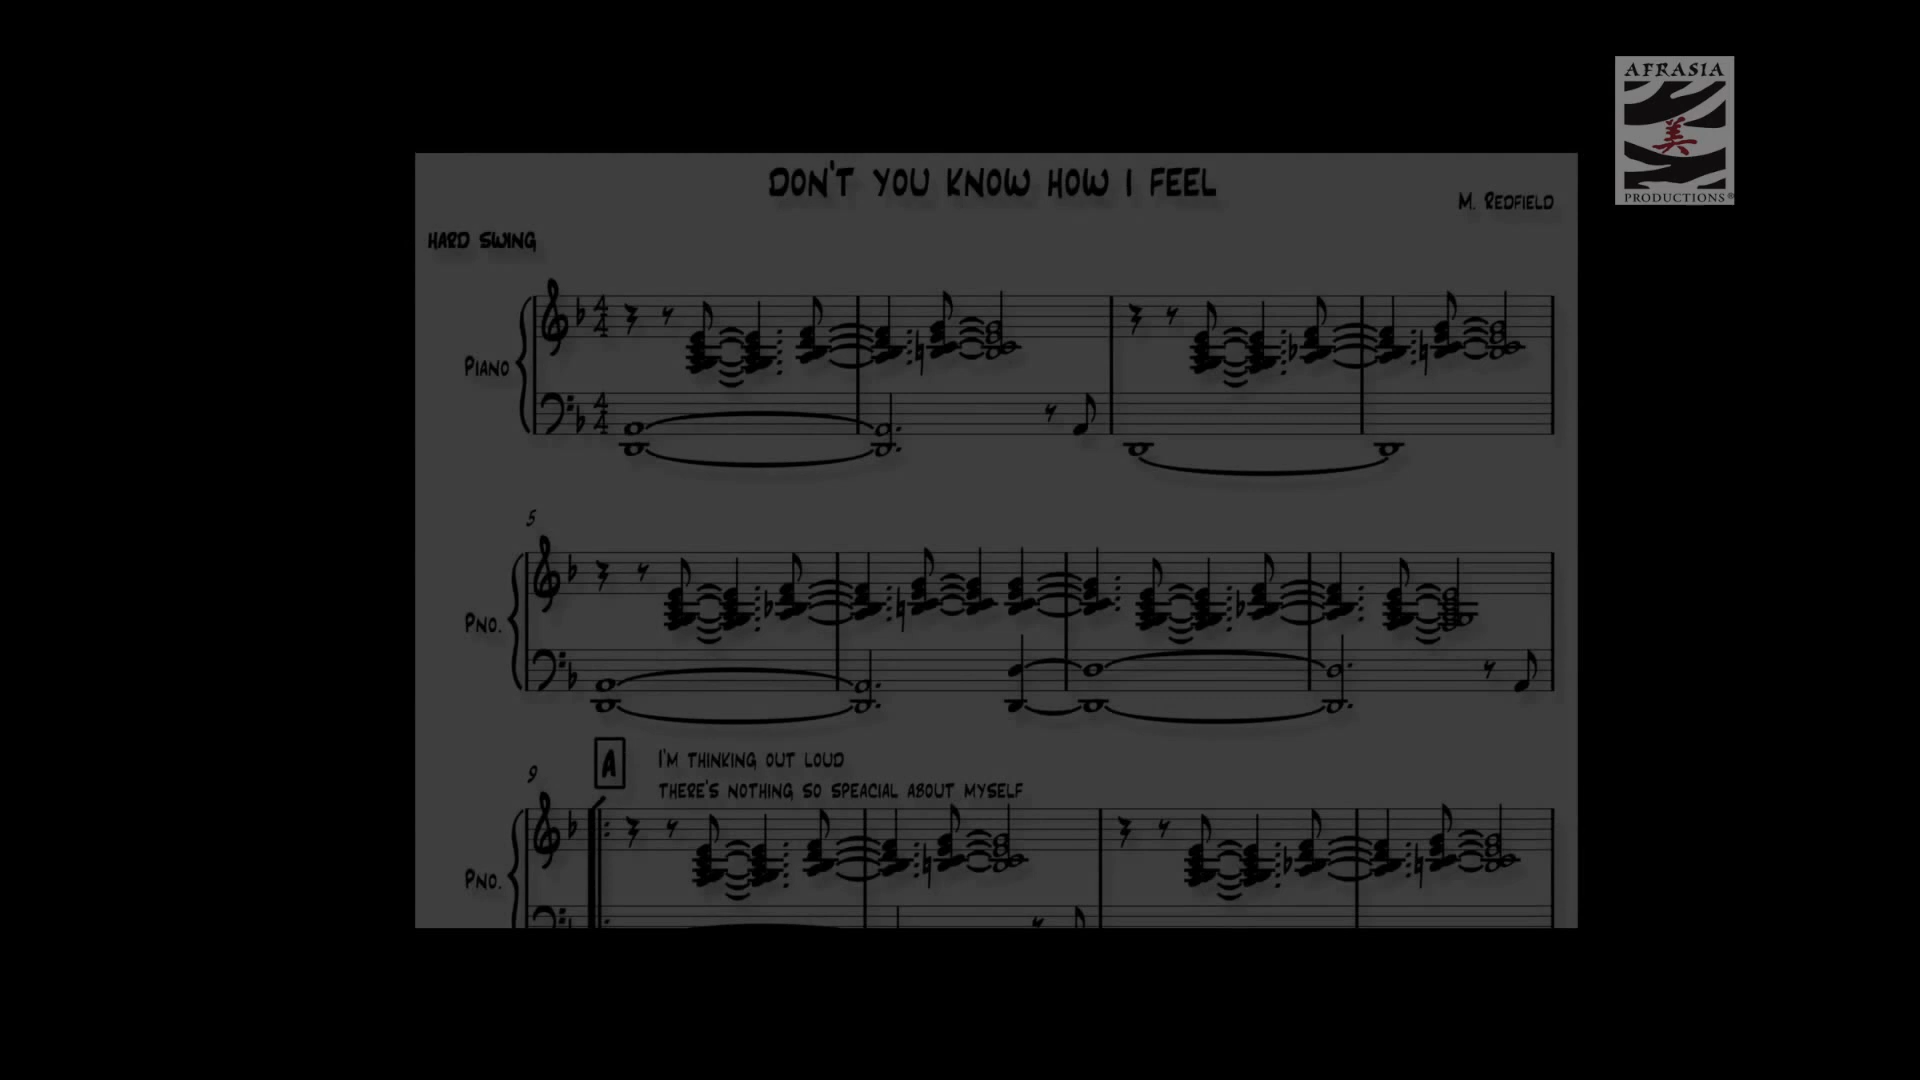 AFRASIA
美
PRODUCTIONS®
DON'T YOU KNOW HOW I FEEL
M. REDFIELD
HARD SWING
PIANO
5
PNO.
9
A
I'M THINKING OUT LOUD
THERE'S NOTHING SO SPEACIAL ABOUT MYSELF
PNO.